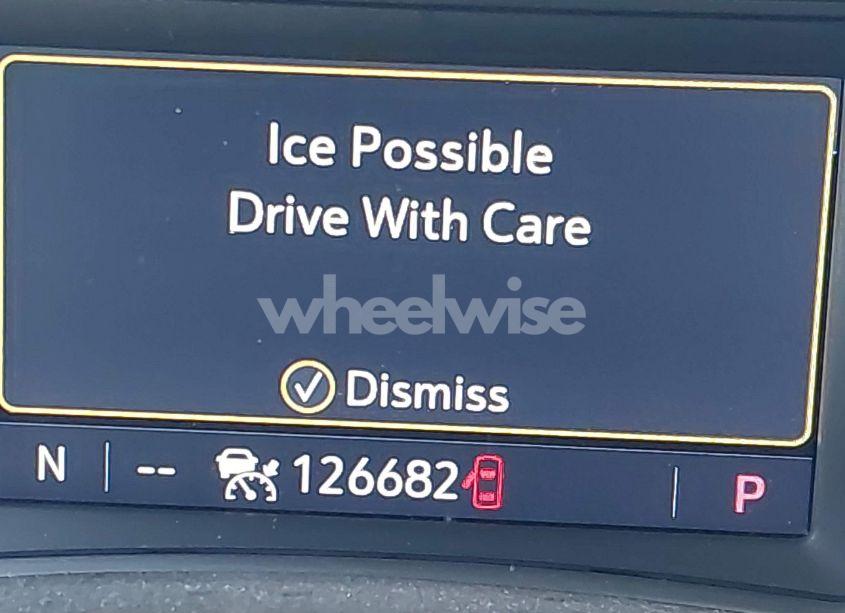 Ice Possible
Drive With Care
wheelwise
Dismiss
N -- 126682 P